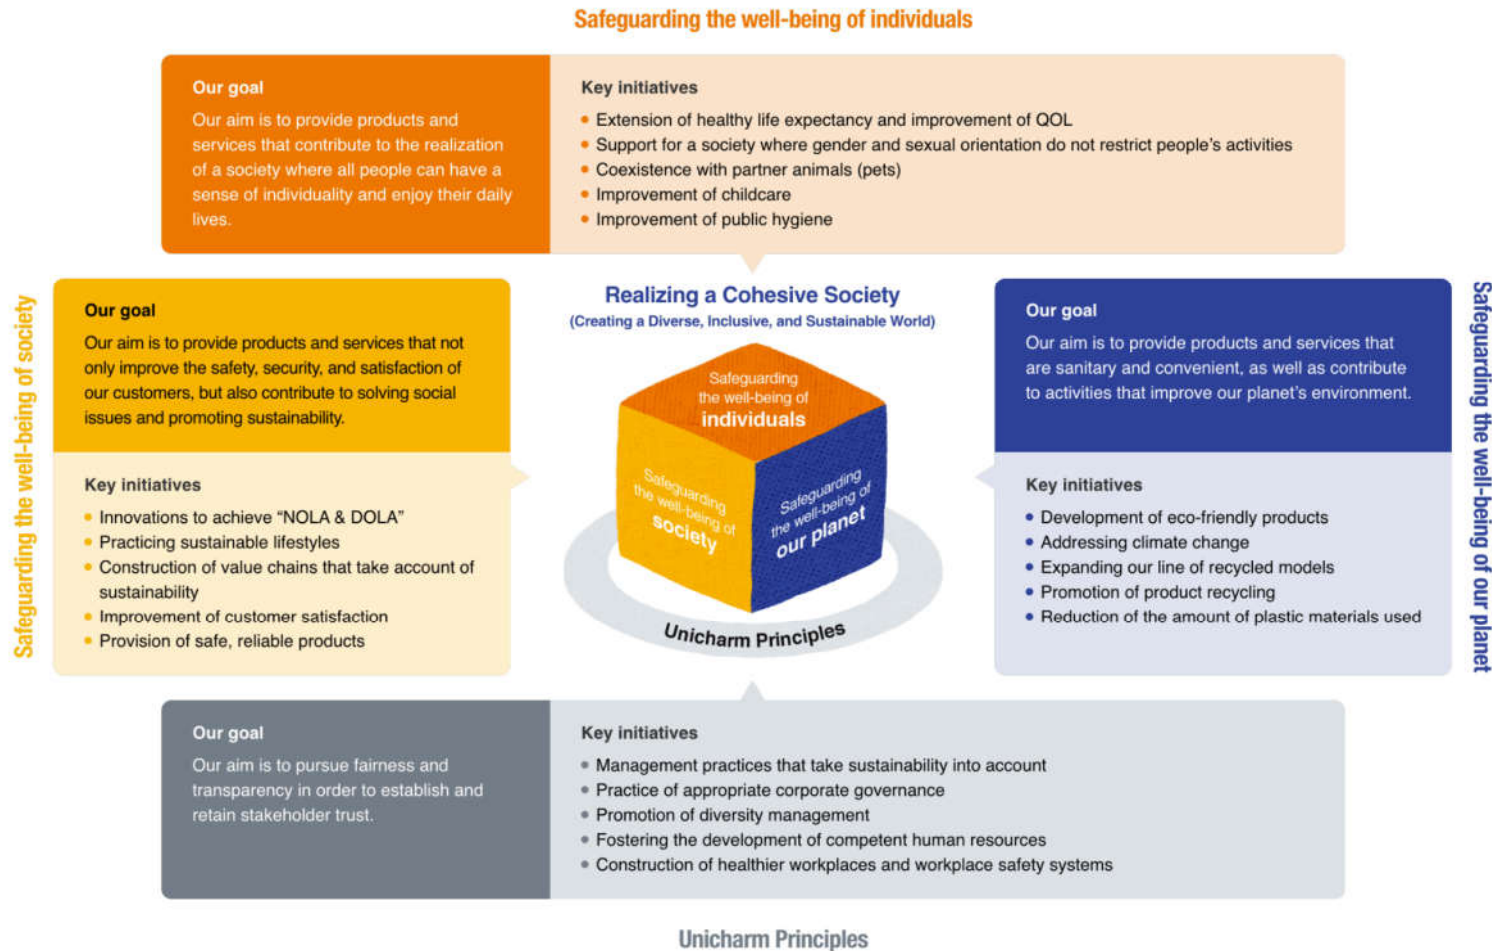 Safeguarding the well-being of individuals
Our goal
Our aim is to provide products and
services that contribute to the realization
of a society where all people can have a
sense of individuality and enjoy their daily
lives.
Key initiatives
• Extension of healthy life expectancy and improvement of QOL
• Support for a society where gender and sexual orientation do not restrict people's activities
• Coexistence with partner animals (pets)
• Improvement of childcare
• Improvement of public hygiene
Safeguarding the well-being of society
Our goal
Our aim is to provide products and services that not
only improve the safety, security, and satisfaction of
our customers, but also contribute to solving social
issues and promoting sustainability.
Key initiatives
• Innovations to achieve “NOLA & DOLA”
• Practicing sustainable lifestyles
• Construction of value chains that take account of
sustainability
• Improvement of customer satisfaction
• Provision of safe, reliable products
Realizing a Cohesive Society
(Creating a Diverse, Inclusive, and Sustainable World)
Safeguarding
the well-being of
individuals
Safeguarding
the well-being of
society
Safeguarding
the well-being of
our planet
Unicharm Principles
Our goal
Our aim is to provide products and services that
are sanitary and convenient, as well as contribute
to activities that improve our planet's environment.
Key initiatives
• Development of eco-friendly products
• Addressing climate change
• Expanding our line of recycled models
• Promotion of product recycling
• Reduction of the amount of plastic materials used
Safeguarding the well-being of our planet
Our goal
Our aim is to pursue fairness and
transparency in order to establish and
retain stakeholder trust.
Key initiatives
• Management practices that take sustainability into account
• Practice of appropriate corporate governance
• Promotion of diversity management
• Fostering the development of competent human resources
• Construction of healthier workplaces and workplace safety systems
Unicharm Principles